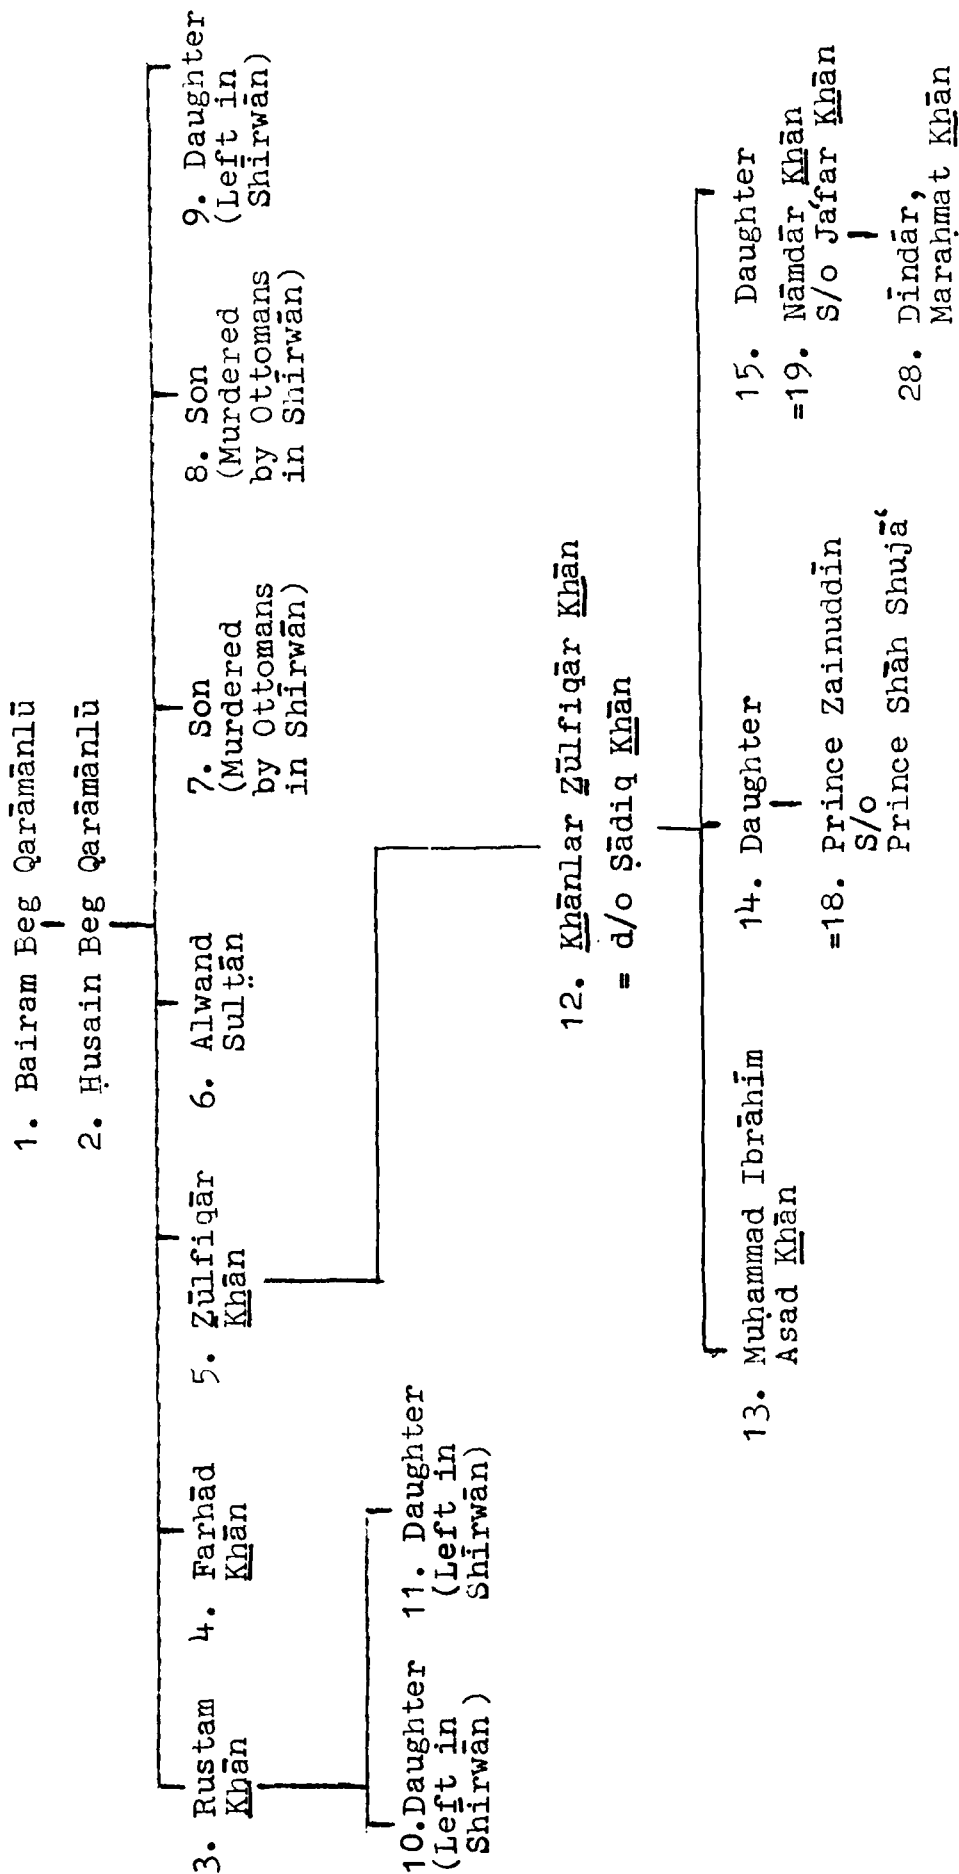 1. Bairam Beg Qarāmānlū
2. Ḥusain Beg Qarāmānlū
3. Rustam
Khān
4. Farhād
Khān
5. Z̄ūlfiqār
Khān
6. Alwand
Sulṭān
7. Son
(Murdered
by Ottomans
in Shīrwān)
8. Son
(Murdered
by Ottomans
in Shīrwān)
9. Daughter
(Left in
Shīrwān)
10.Daughter
(Left in
Shīrwān)
11. Daughter
(Left in
Shīrwān)
12. Khānlar Z̄ūlfiqār Khān
= d/o Ṣādiq Khān
13. Muḥammad Ibrāhīm
Asad Khān
14. Daughter
=18. Prince Zainuddīn
S/o
Prince Shāh Shujā‘
15. Daughter
=19. Nāmdār Khān
S/o Ja‘far Khān
28. Dīndār,
Maraḥmat Khān